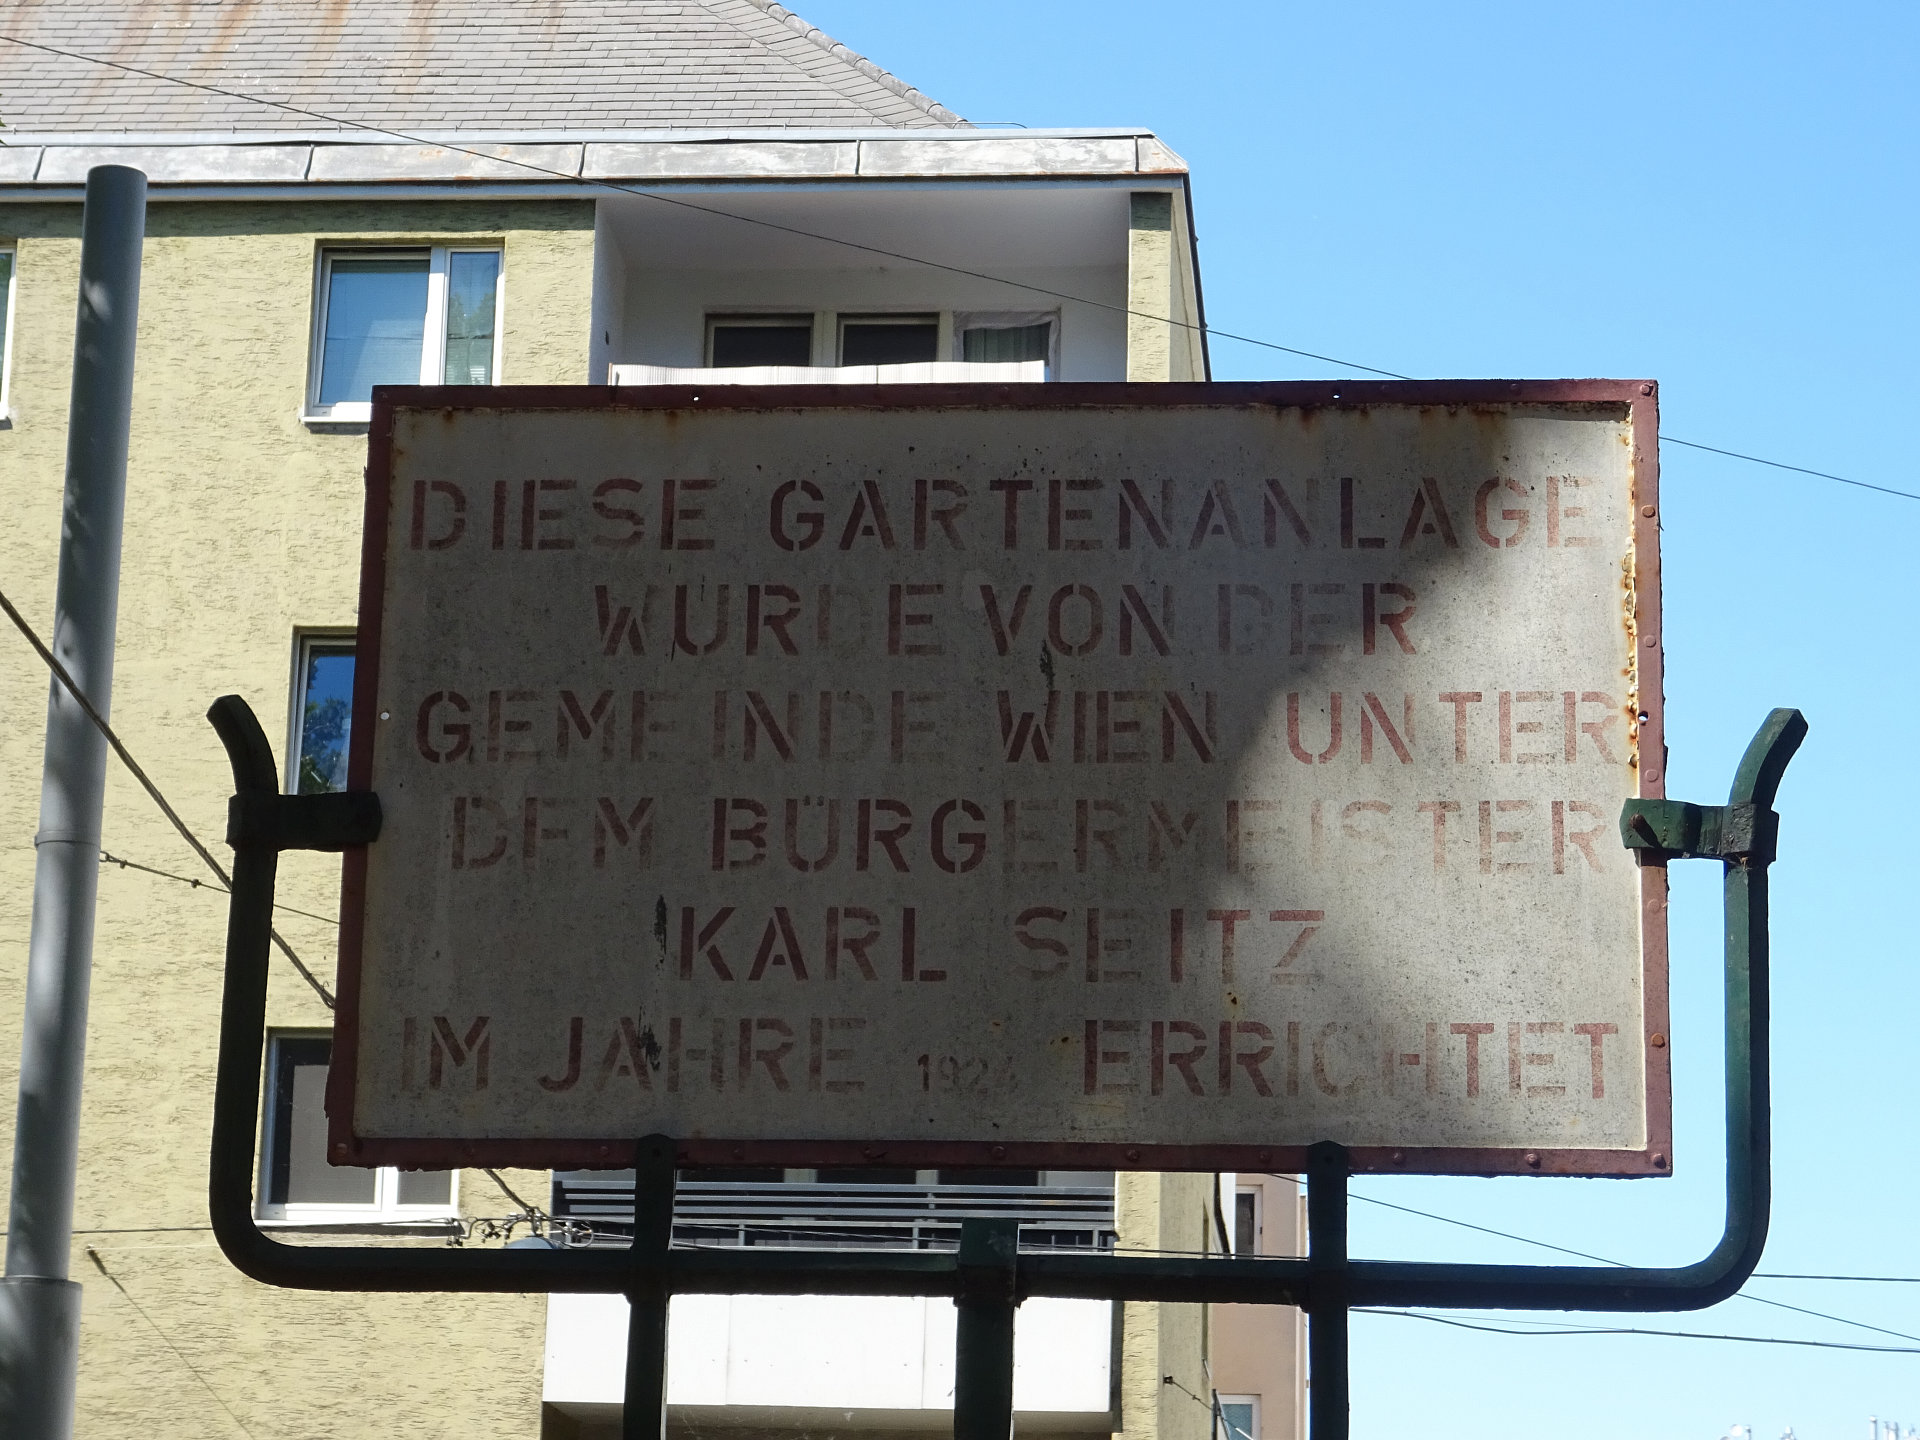 DIESE GARTENANLAGE
WURDE VON DER
GEMEINDE WIEN UNTER
DEM BÜRGERMEISTER
KARL SEITZ
IM JAHRE ERRICHTET